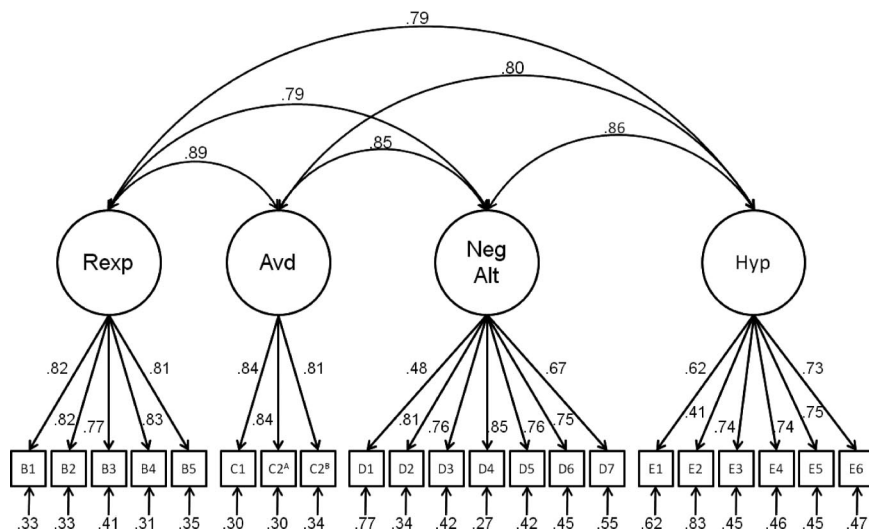 .79
.80
.79
.86
.89
.85
Rexp
Avd
Neg
Alt
Hyp
.82
.81
.84
.81
.48
.67
.62
.73
.82
.77
.83
.84
.81
.76
.85
.76
.75
.41
.74
.74
.75
B1
B2
B3
B4
B5
C1
C2ᴬ
C2ᴮ
D1
D2
D3
D4
D5
D6
D7
E1
E2
E3
E4
E5
E6
.33
.33
.41
.31
.35
.30
.30
.34
.77
.34
.42
.27
.42
.45
.55
.62
.83
.45
.46
.45
.47